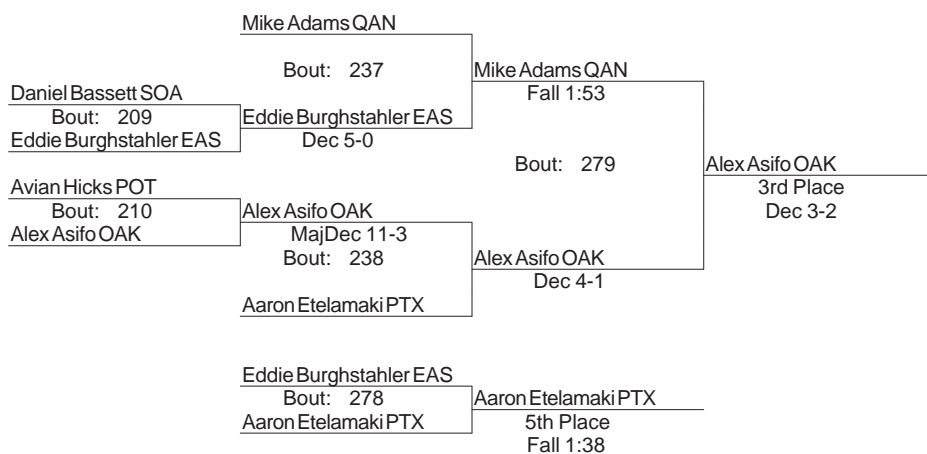 Mike Adams QAN
Bout: 237
Mike Adams QAN
Fall 1:53
Daniel Bassett SOA
Bout: 209
Eddie Burghstahler EAS
Eddie Burghstahler EAS
Dec 5-0
Bout: 279
Alex Asifo OAK
3rd Place
Dec 3-2
Avian Hicks POT
Bout: 210
Alex Asifo OAK
Alex Asifo OAK
MajDec 11-3
Bout: 238
Alex Asifo OAK
Dec 4-1
Aaron Etelamaki PTX
Eddie Burghstahler EAS
Bout: 278
Aaron Etelamaki PTX
Aaron Etelamaki PTX
5th Place
Fall 1:38